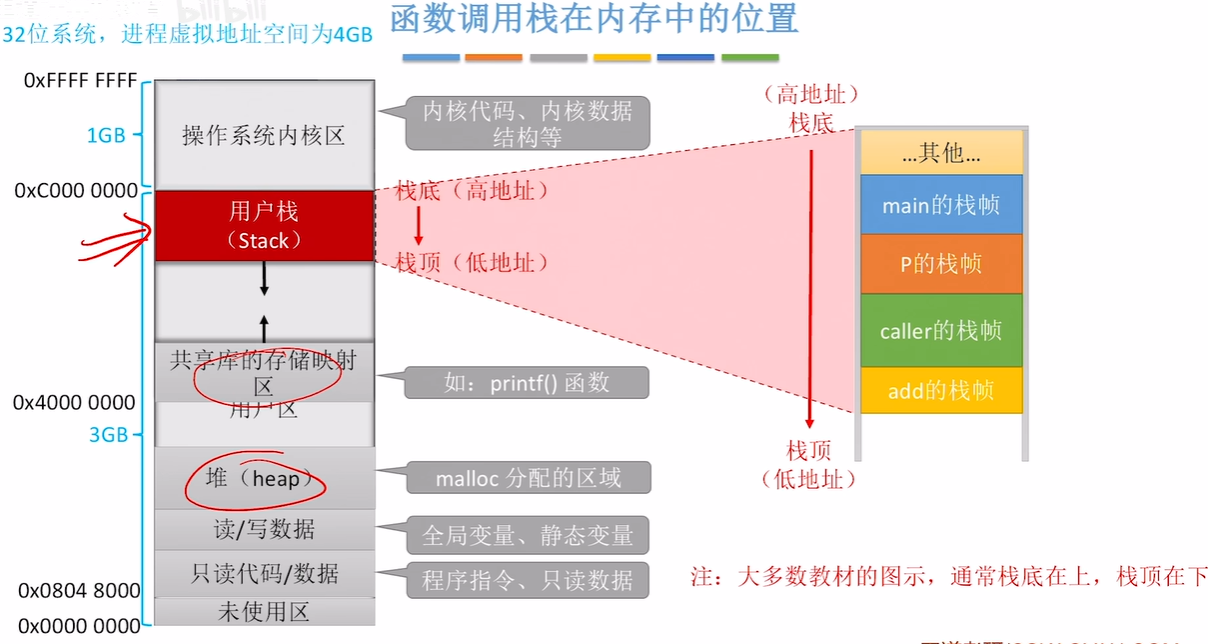 函数调用栈在内存中的位置
32位系统，进程虚拟地址空间为4GB
0xFFFF FFFF
1GB
操作系统内核区
内核代码、内核数据
结构等
0xC000 0000
用户栈
（Stack）
栈底（高地址）
栈顶（低地址）
共享库的存储映射
区
如：printf() 函数
0x4000 0000
用户区
3GB
堆（heap）
malloc 分配的区域
读/写数据
全局变量、静态变量
只读代码/数据
程序指令、只读数据
0x0804 8000
未使用区
0x0000 0000
（高地址）
栈底
...其他...
main的栈帧
P的栈帧
caller的栈帧
add的栈帧
栈顶
（低地址）
注：大多数教材的图示，通常栈底在上，栈顶在下
bilibili